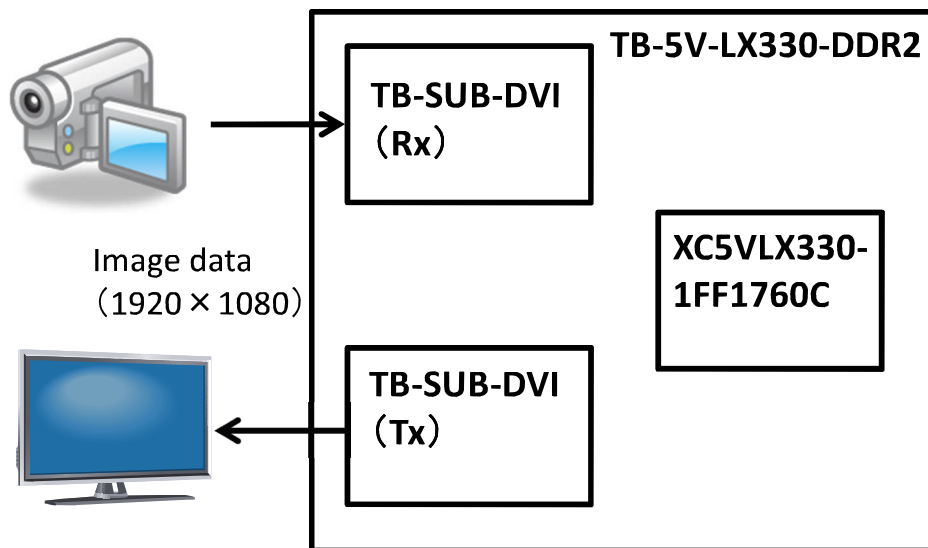 TB-5V-LX330-DDR2
TB-SUB-DVI
（Rx）
XC5VLX330-
1FF1760C
Image data
（1920×1080）
TB-SUB-DVI
（Tx）